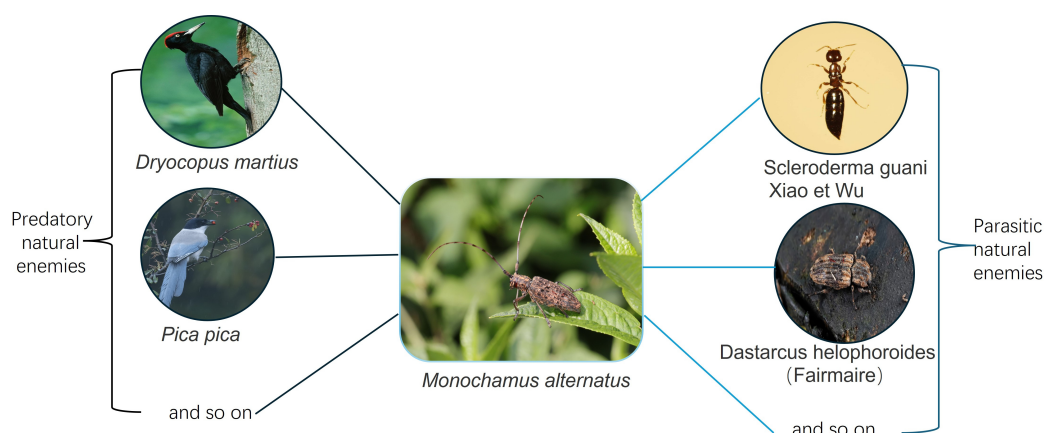 Predatory
natural
enemies
Dryocopus martius
Pica pica
and so on
Monochamus alternatus
Scleroderma guani
Xiao et Wu
Dastarcus helophoroides
（Fairmaire）
and so on
Parasitic
natural
enemies